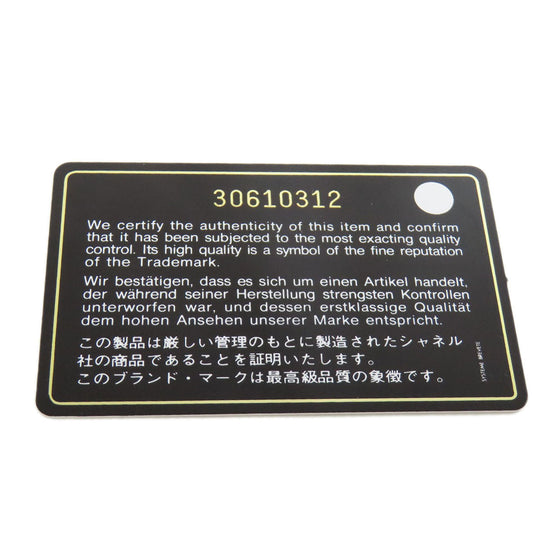 30610312
We certify the authenticity of this item and confirm
that it has been subjected to the most exacting quality
control. Its high quality is a symbol of the fine reputation
of the Trademark.
Wir bestätigen, dass es sich um einen Artikel handelt,
der während seiner Herstellung strengsten Kontrollen
unterworfen war, und dessen erstklassige Qualität
dem hohen Ansehen unserer Marke entspricht.
この製品は厳しい管理のもとに製造されたシャネル
社の商品であることを証明いたします。
このブランド・マークは最高級品質の象徴です。
SYSTEME BREVETE